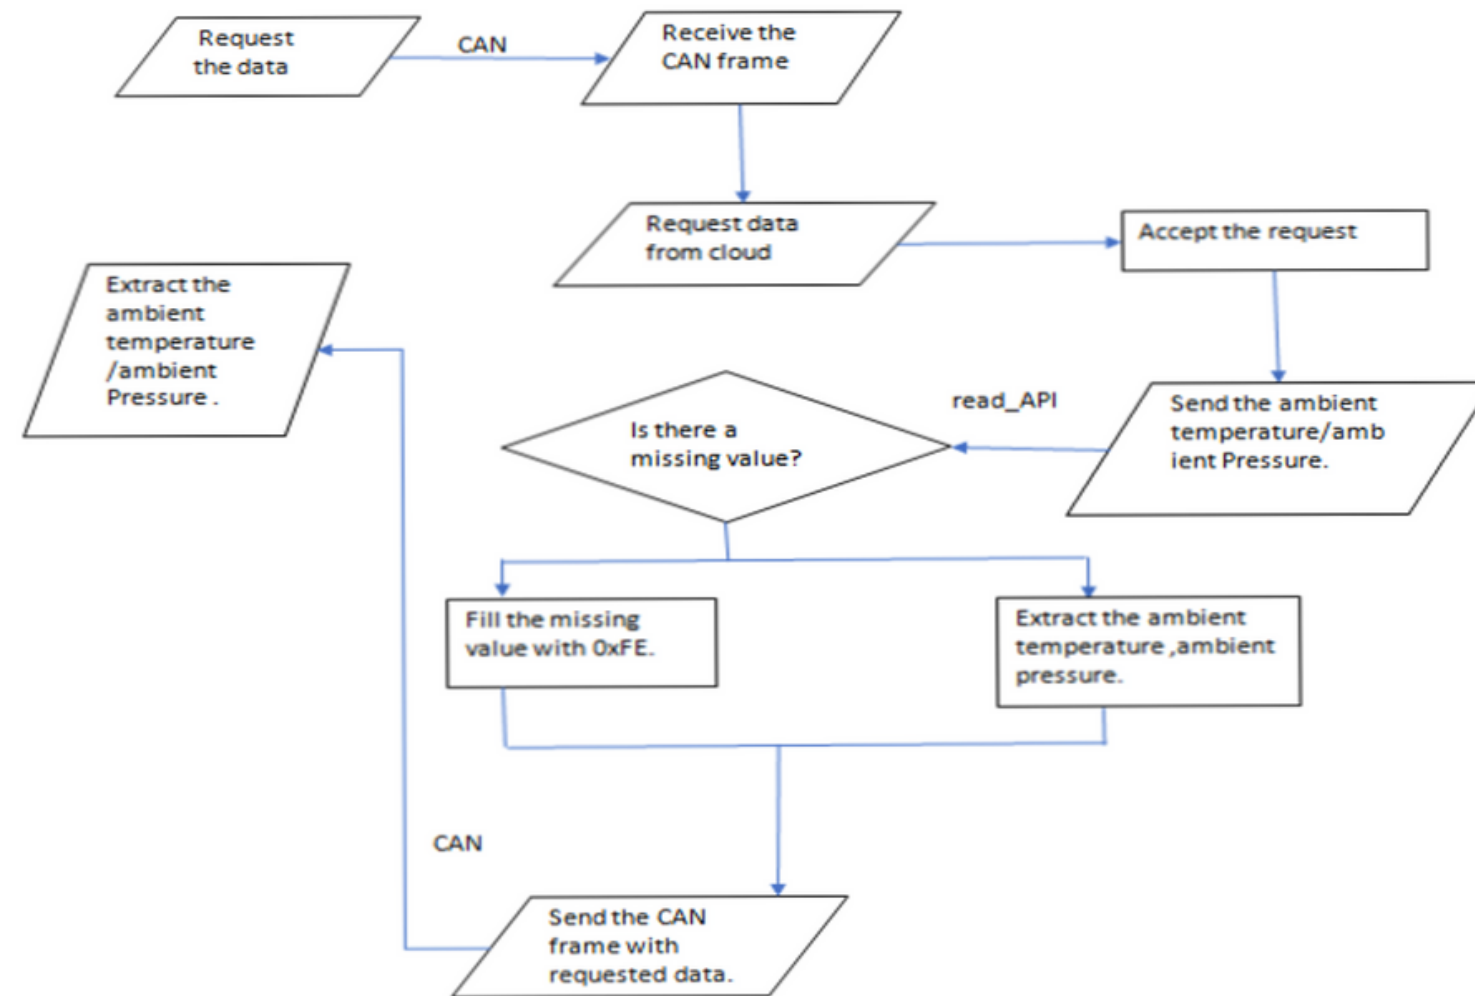 Request
the data
CAN
Receive the
CAN frame
Request data
from cloud
Accept the request
Extract the
ambient
temperature
/ambient
Pressure .
Is there a
missing value?
read_API
Send the ambient
temperature/amb
ient Pressure.
Fill the missing
value with 0xFE.
Extract the ambient
temperature ,ambient
pressure.
CAN
Send the CAN
frame with
requested data.